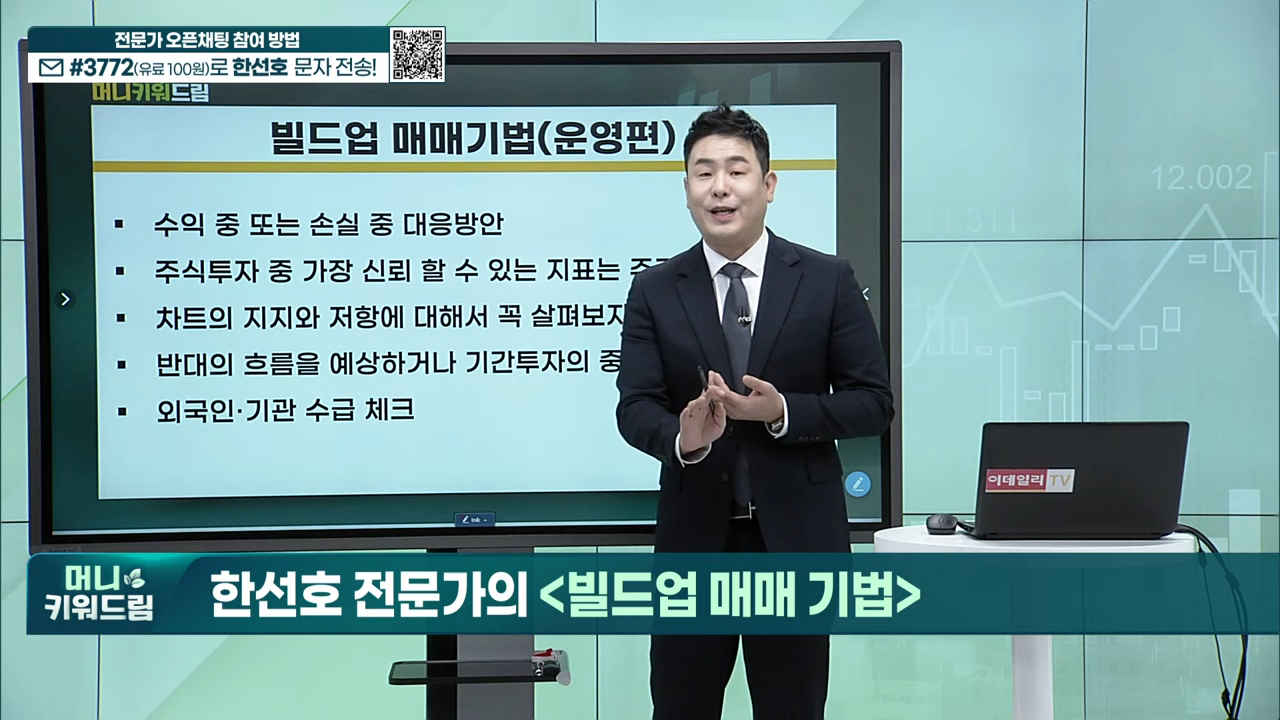 전문가 오픈채팅 참여 방법
#3772(유료 100원)로 한선호 문자 전송!
머니키워드림
빌드업 매매기법(운영편)
▪ 수익 중 또는 손실 중 대응방안
▪ 주식투자 중 가장 신뢰 할 수 있는 지표는
▪ 차트의 지지와 저항에 대해서 꼭 살펴보자
▪ 반대의 흐름을 예상하거나 기간투자의
▪ 외국인·기관 수급 체크
12.002
11.311
이데일리TV
Ink
머니
키워드림
한선호 전문가의 <빌드업 매매 기법>